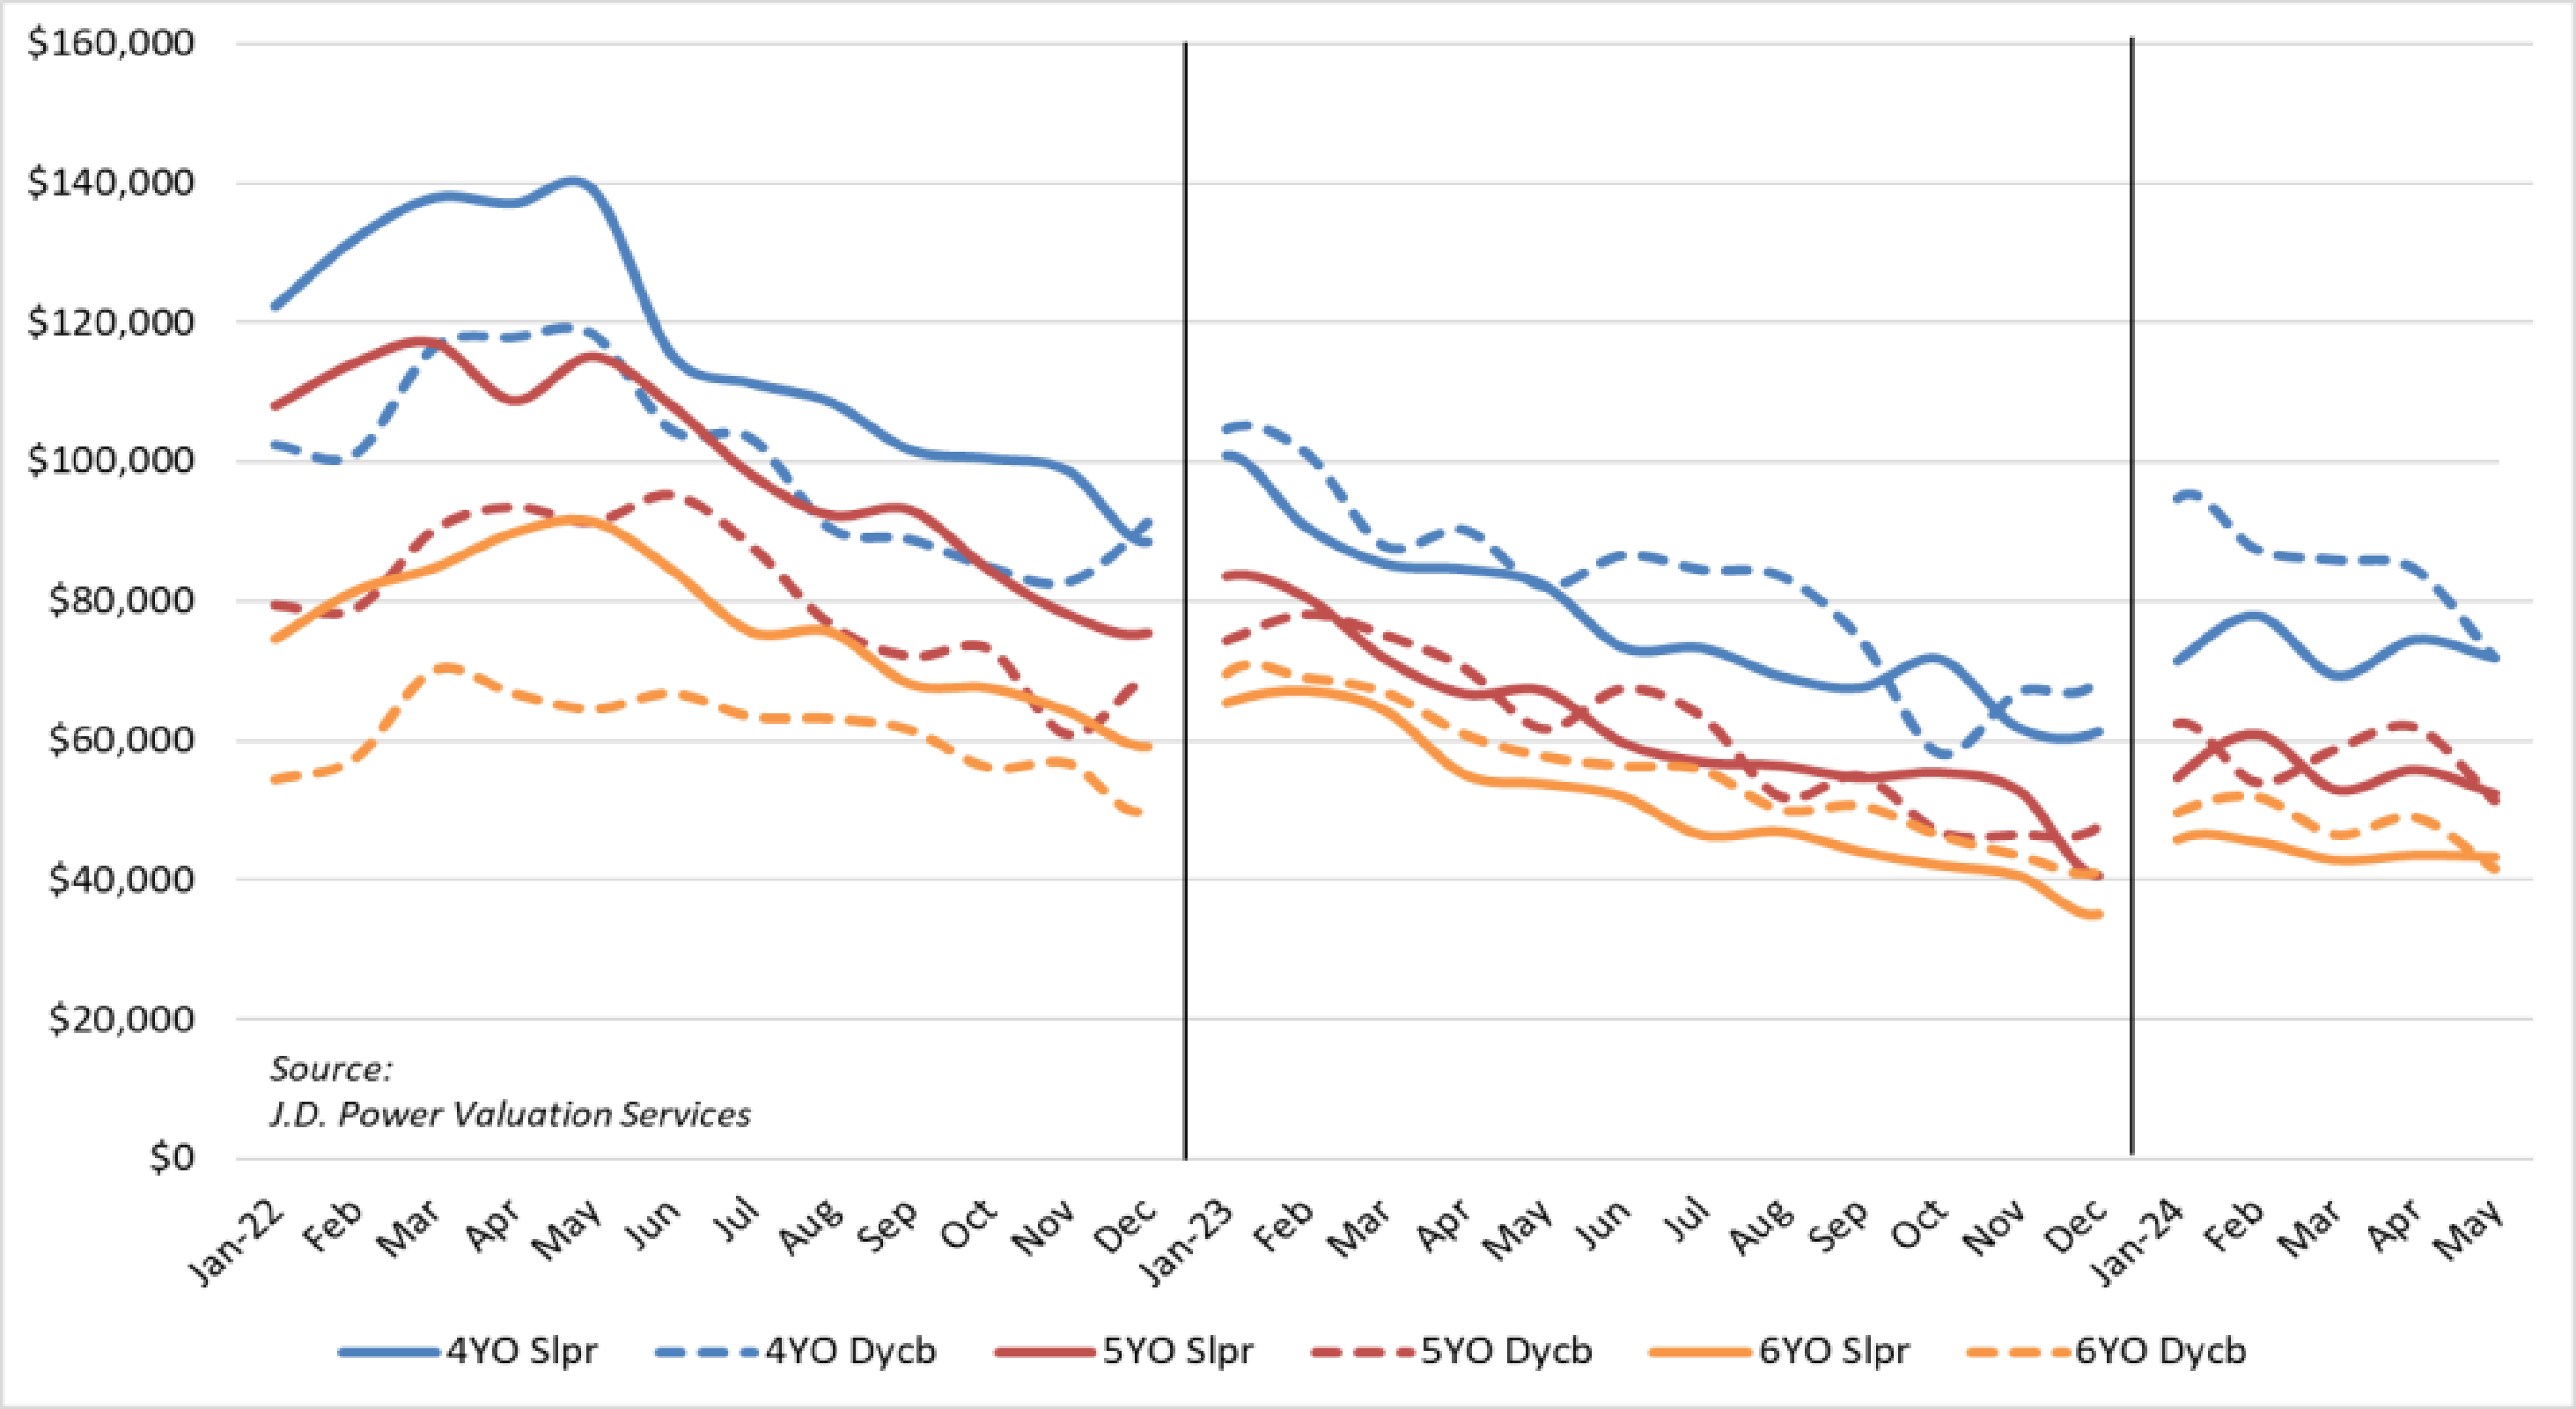 $160,000
$140,000
$120,000
$100,000
$80,000
$60,000
$40,000
$20,000
$0
Source:
J.D. Power Valuation Services
Jan-22 Feb Mar Apr May Jun Jul Aug Sep Oct Nov Dec Jan-23 Feb Mar Apr May Jun Jul Aug Sep Oct Nov Dec Jan-24 Feb Mar Apr May
4YO Slpr 4YO Dycb 5YO Slpr 5YO Dycb 6YO Slpr 6YO Dycb